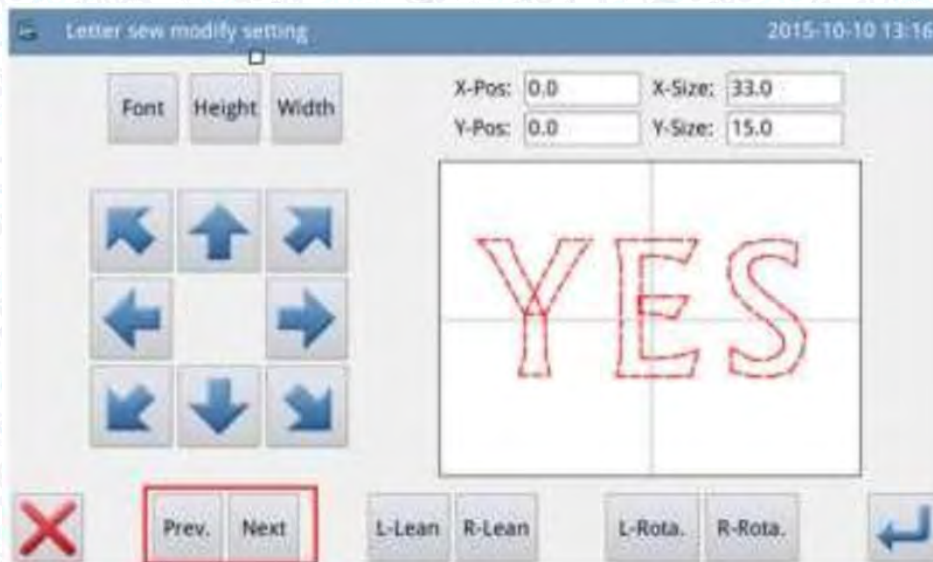 Letter sew modify setting 2015-10-10 13:16
Font Height Width
X-Pos: 0.0 X-Size: 33.0
Y-Pos: 0.0 Y-Size: 15.0
YES
Prev. Next L-Lean R-Lean L-Rota. R-Rota.